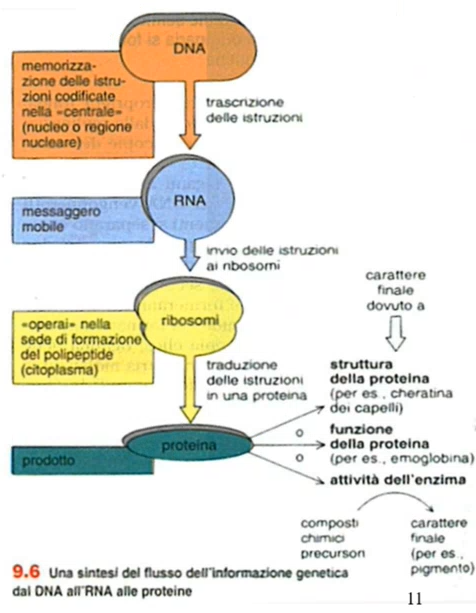 DNA
memorizza-
zione delle istru-
zioni codificate
nella «centrale»
(nucleo o regione
nucleare)
trascrizione
delle istruzioni
RNA
messaggero
mobile
invio delle istruzioni
ai ribosomi
carattere
finale
dovuto a
ribosomi
«operai» nella
sede di formazione
del polipeptide
(citoplasma)
traduzione
delle istruzioni
in una proteina
struttura
della proteina
(per es., cheratina
dei capelli)
proteina
prodotto
o
funzione
della proteina
(per es., emoglobina)
o
attività dell'enzima
composti
chimici
precursori
carattere
finale
(per es.,
pigmento)
9.6 Una sintesi del flusso dell'informazione genetica
dal DNA all'RNA alle proteine
11